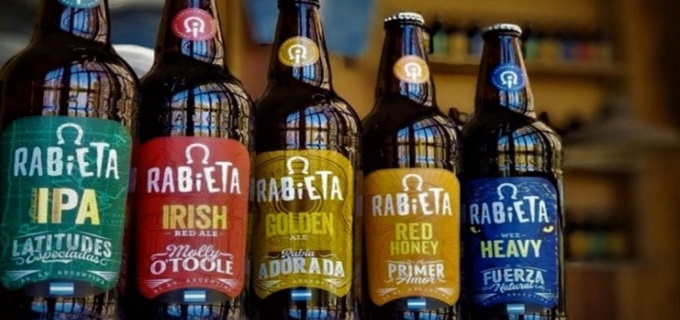 RABiETA
IPA
LATITUDES
Especiadas
RABiETA
IRISH
RED ALE
Molly
O'TOOLE
RABiETA
GOLDEN
ALE
Rubia
ADORADA
RABiETA
RED
HONEY
PRIMER
Amor
RABiETA
WEE
HEAVY
FUERZA
Natural